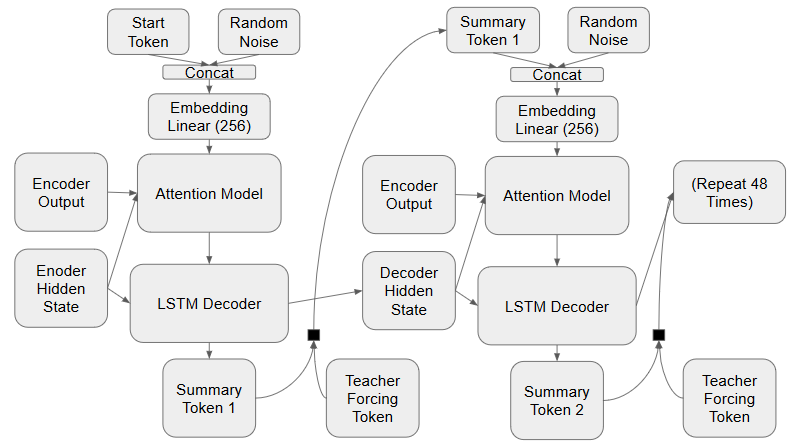 Start
Token
Random
Noise
Concat
Embedding
Linear (256)
Encoder
Output
Attention Model
Enoder
Hidden
State
LSTM Decoder
Summary
Token 1
Teacher
Forcing
Token
Summary
Token 1
Random
Noise
Concat
Embedding
Linear (256)
Encoder
Output
Attention Model
(Repeat 48
Times)
Decoder
Hidden
State
LSTM Decoder
Summary
Token 2
Teacher
Forcing
Token